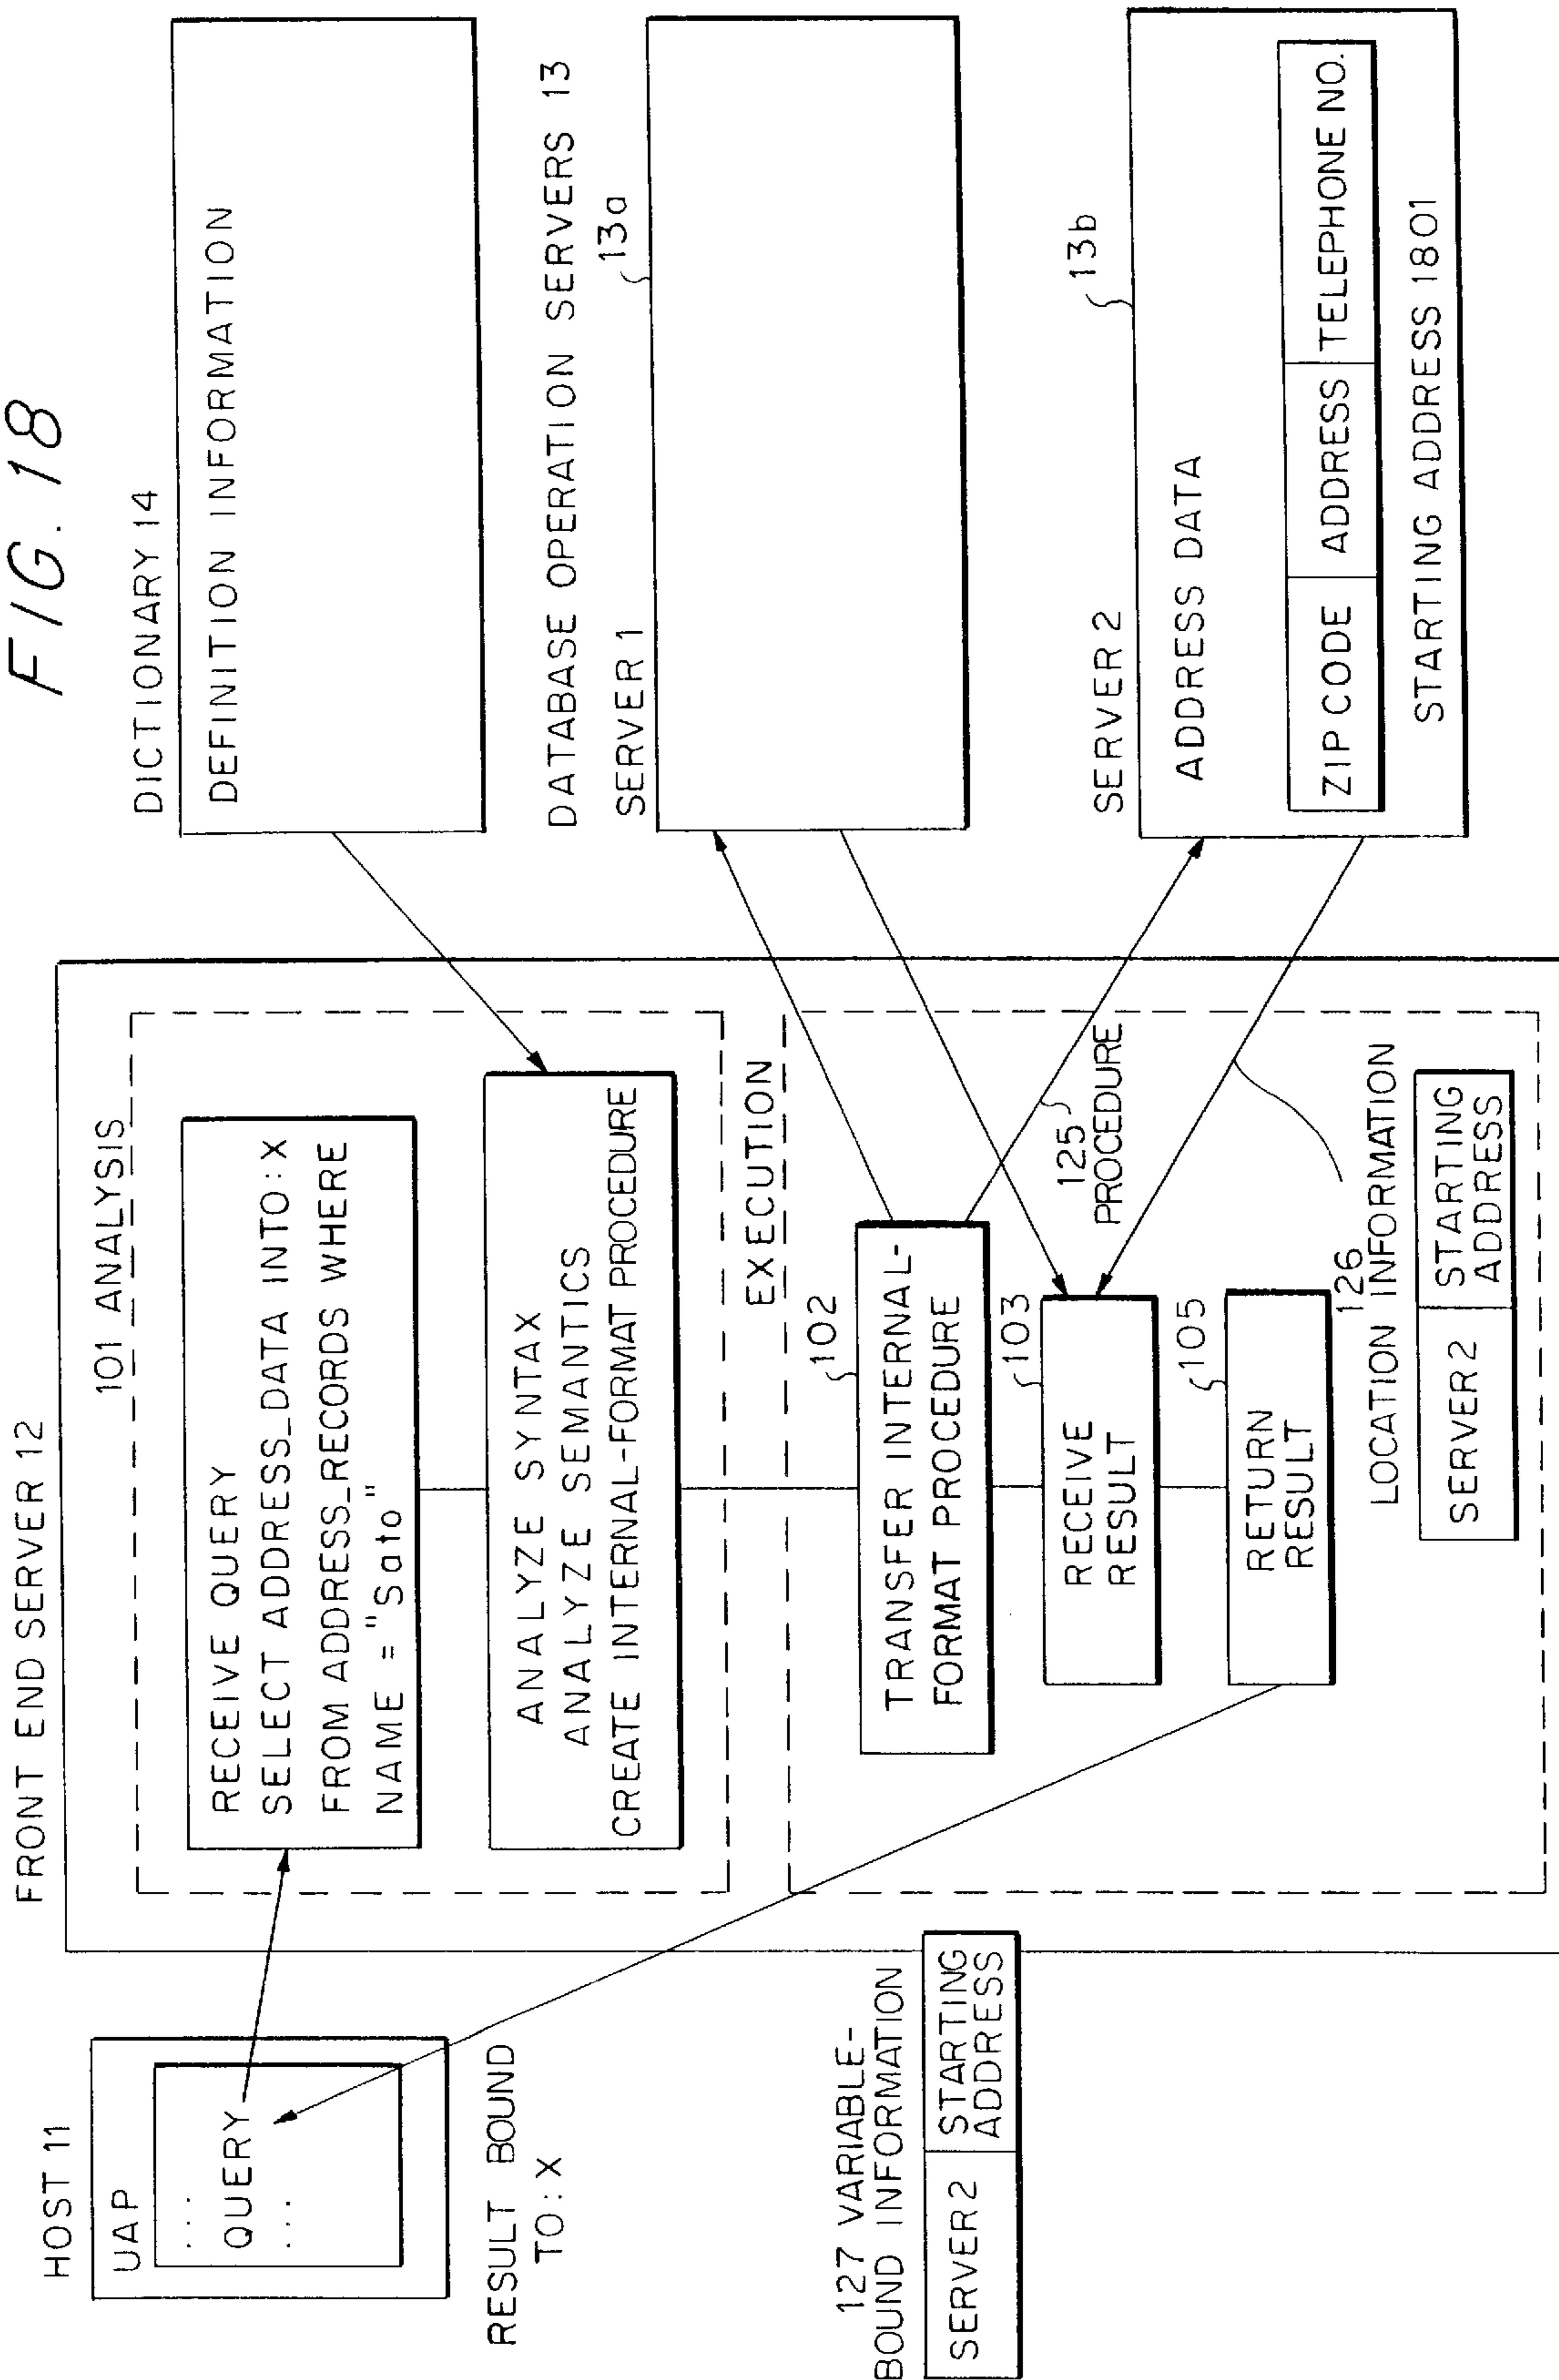 FIG. 18
HOST 11
UAP
...
QUERY
...
RESULT BOUND
TO::X
127 VARIABLE-
BOUND INFORMATION
SERVER 2
STARTING
ADDRESS
FRONT END SERVER 12
101 ANALYSIS
RECEIVE QUERY
SELECT ADDRESS_DATA INTO::X
FROM ADDRESS_RECORDS WHERE
NAME = "Sato"
ANALYZE SYNTAX
ANALYZE SEMANTICS
CREATE INTERNAL-FORMAT PROCEDURE
EXECUTION
102
TRANSFER INTERNAL-
FORMAT PROCEDURE
103
RECEIVE
RESULT
105
RETURN
RESULT
125
PROCEDURE
126
LOCATION INFORMATION
SERVER 2
STARTING
ADDRESS
DICTIONARY 14
DEFINITION INFORMATION
DATABASE OPERATION SERVERS 13
SERVER 1
13a
SERVER 2
13b
ADDRESS DATA
ZIP CODE
ADDRESS
TELEPHONE NO.
STARTING ADDRESS 1801